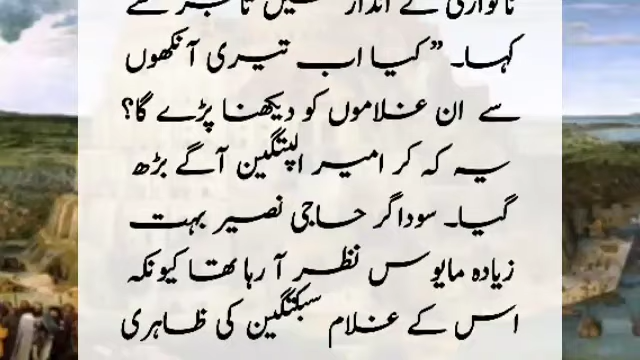 ناگواری کے انداز میں تاجر سے
کہا۔ ”کیا اب تیری آنکھوں
سے ان غلاموں کو دیکھنا پڑے گا؟
یہ کہ کر امیر الپتگین آگے بڑھ
گیا۔ سوداگر حاجی نصیر بہت
زیادہ مایوس نظر آ رہا تھا کیونکہ
اس کے غلام سبکتگین کی ظاہری